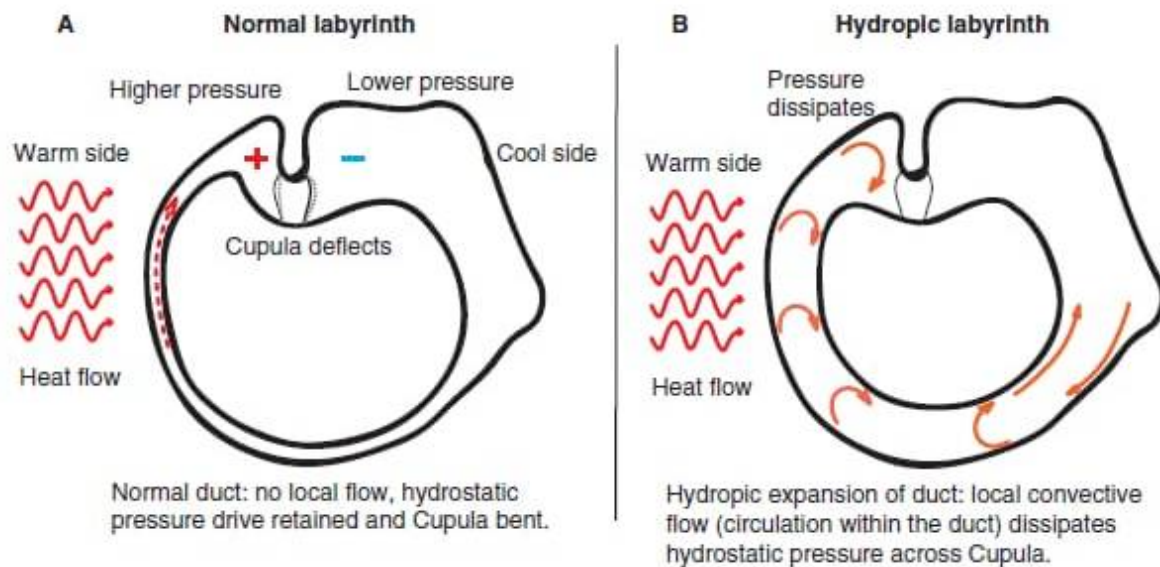 A Normal labyrinth
Higher pressure
Lower pressure
Warm side
+
−
Cool side
Cupula deflects
Heat flow
Normal duct: no local flow, hydrostatic
pressure drive retained and Cupula bent.
B Hydropic labyrinth
Pressure
dissipates
Warm side
Heat flow
Hydropic expansion of duct: local convective
flow (circulation within the duct) dissipates
hydrostatic pressure across Cupula.